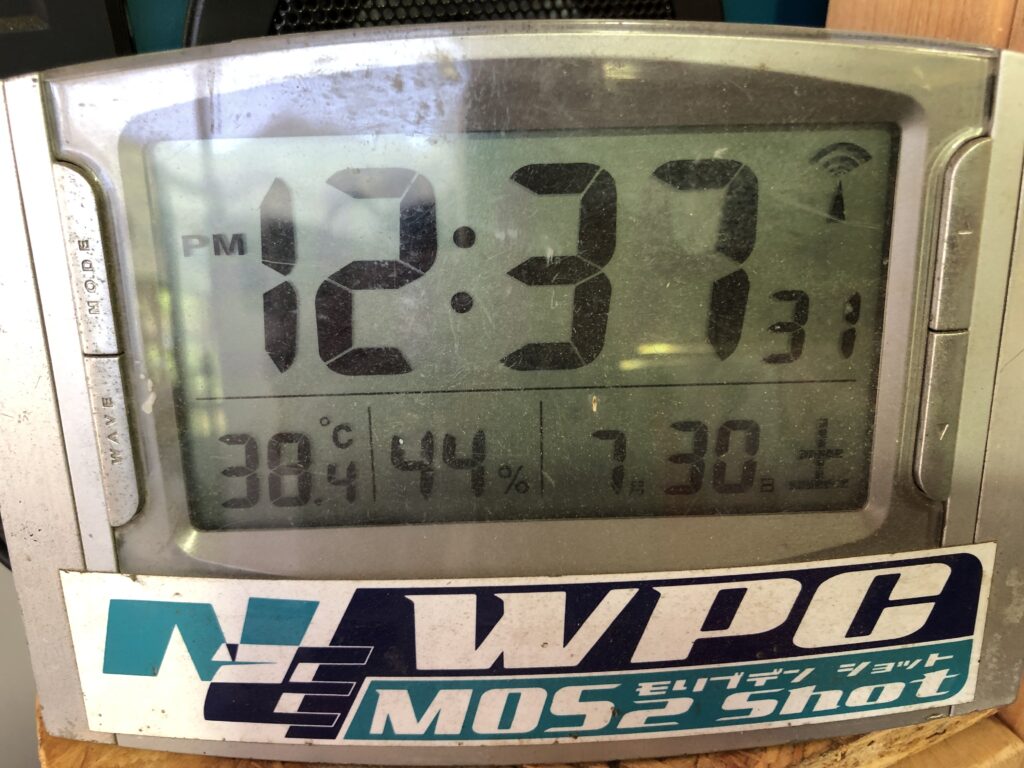 MODE
WAVE
PM 12:37 31
38.4 °C 44 % 7月 30日 土
NE WPC
モリブデン ショット
MOS2 Shot